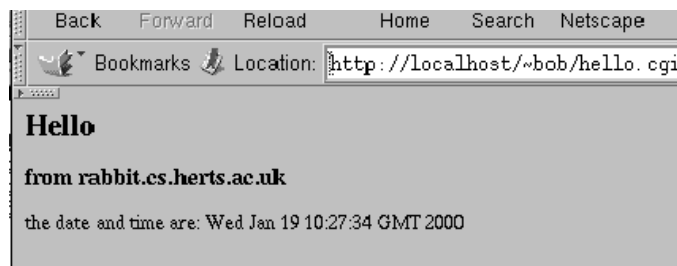 Back Forward Reload Home Search Netscape
Bookmarks Location: http://localhost/~bob/hello.cgi
Hello
from rabbit.cs.herts.ac.uk
the date and time are: Wed Jan 19 10:27:34 GMT 2000